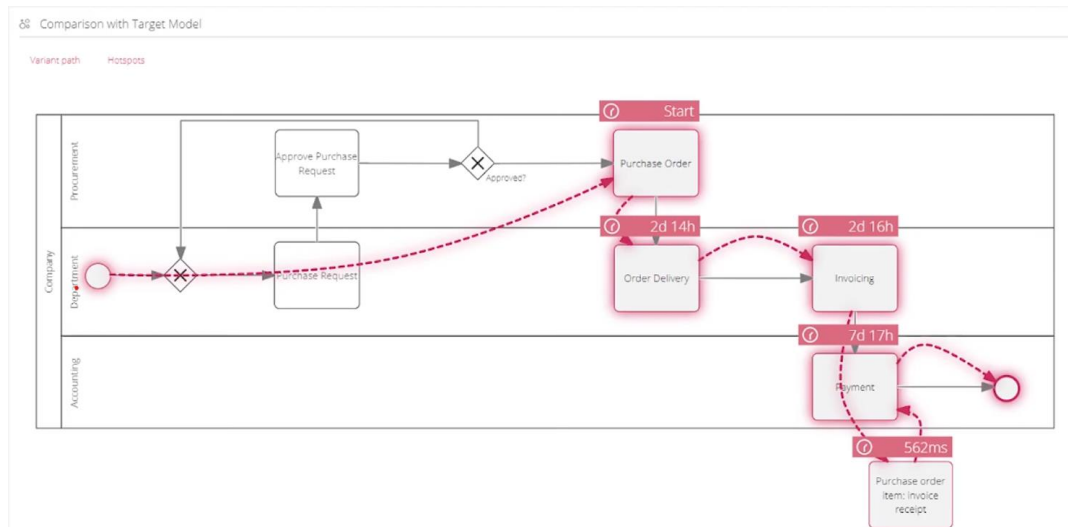 Comparison with Target Model
Variant path
Hotspots
Company
Procurement
Department
Accounting
Approve Purchase
Request
Approved?
Start
Purchase Order
Purchase Request
2d 14h
Order Delivery
2d 16h
Invoicing
7d 17h
Payment
562ms
Purchase order
item: invoice
receipt